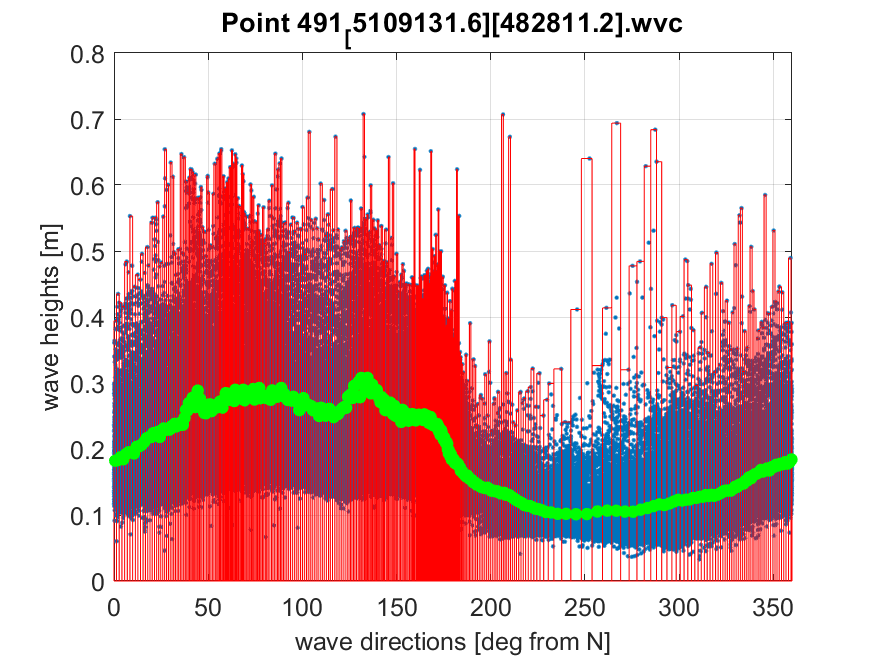 Point 491[5109131.6][482811.2].wvc
0.8
0.7
0.6
0.5
0.4
0.3
0.2
0.1
0
wave heights [m]
0 50 100 150 200 250 300 350
wave directions [deg from N]